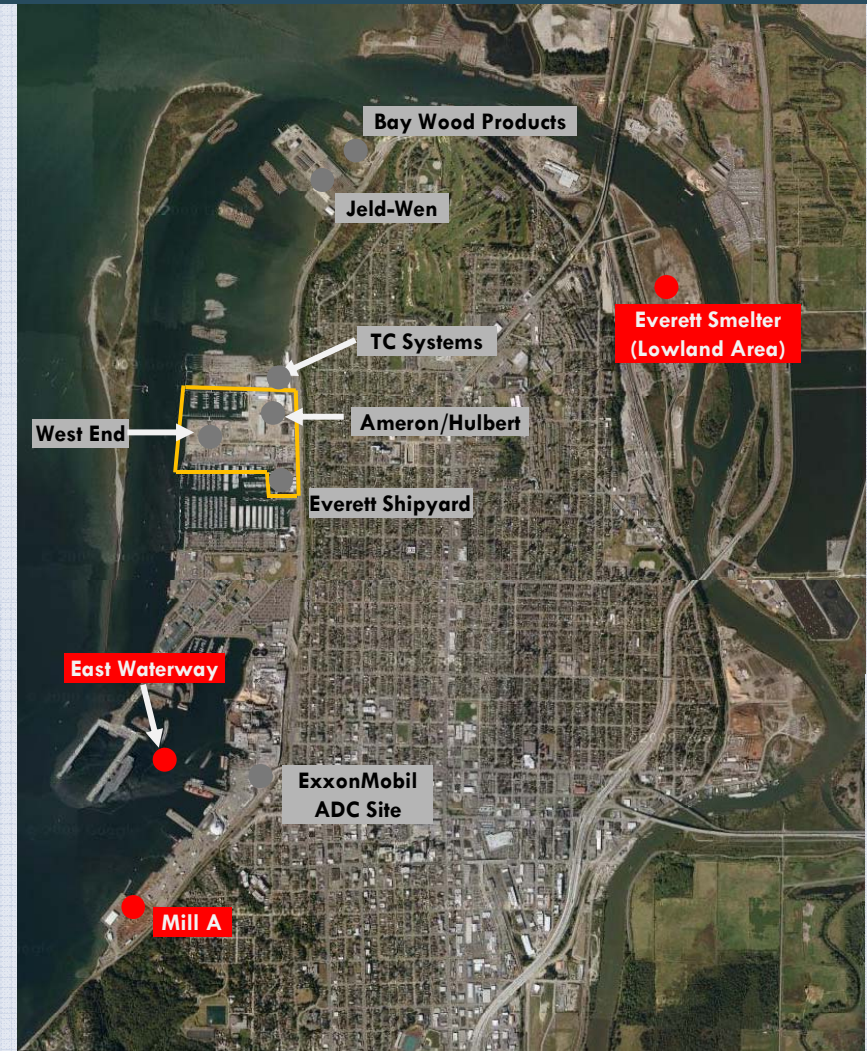 Bay Wood Products
Jeld-Wen
Everett Smelter
(Lowland Area)
TC Systems
Ameron/Hulbert
West End
Everett Shipyard
East Waterway
ExxonMobil
ADC Site
Mill A